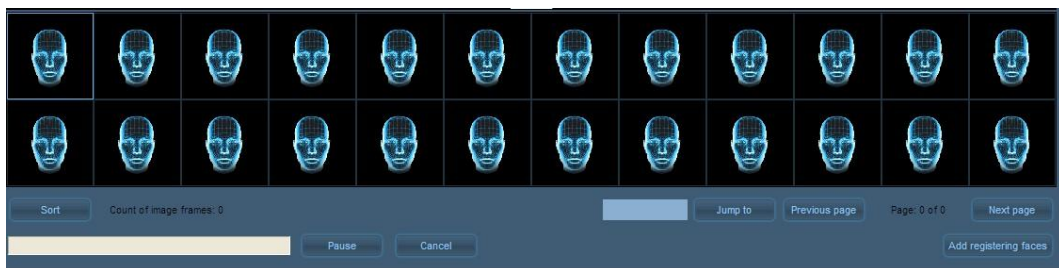 Sort Count of image frames: 0 Jump to Previous page Page: 0 of 0 Next page
Pause Cancel Add registering faces